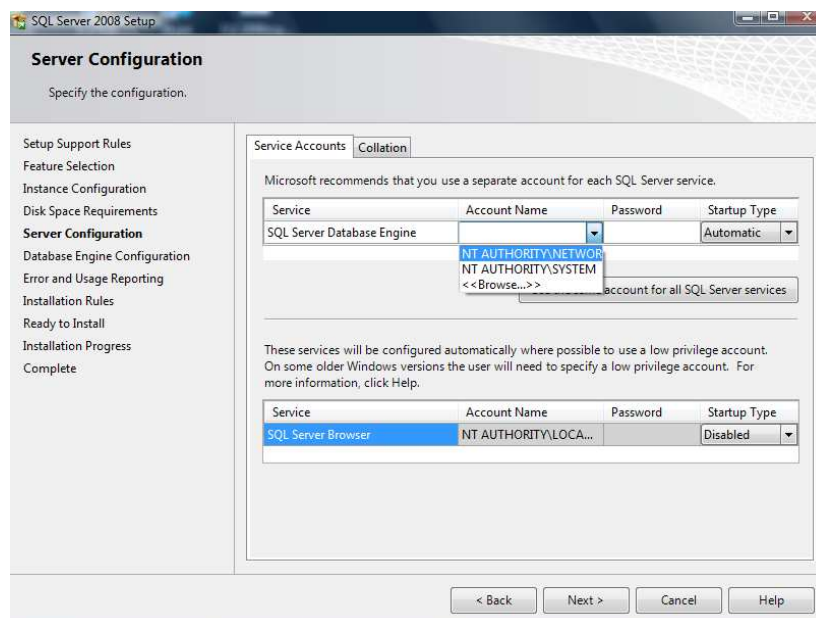 SQL Server 2008 Setup
Server Configuration
Specify the configuration.
Setup Support Rules
Feature Selection
Instance Configuration
Disk Space Requirements
Server Configuration
Database Engine Configuration
Error and Usage Reporting
Installation Rules
Ready to Install
Installation Progress
Complete
Service Accounts Collation
Microsoft recommends that you use a separate account for each SQL Server service.
Service Account Name Password Startup Type
SQL Server Database Engine Automatic
NT AUTHORITY\NETWOR
NT AUTHORITY\SYSTEM
<<Browse...>>
account for all SQL Server services
These services will be configured automatically where possible to use a low privilege account.
On some older Windows versions the user will need to specify a low privilege account. For
more information, click Help.
Service Account Name Password Startup Type
SQL Server Browser NT AUTHORITY\LOCA... Disabled
< Back Next > Cancel Help